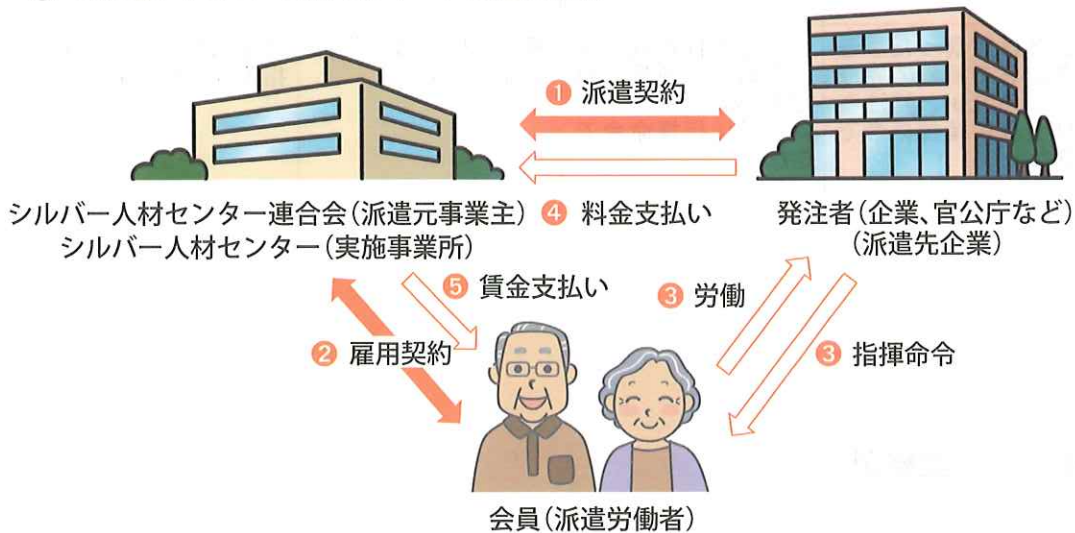 ❶ 派遣契約
シルバー人材センター連合会（派遣元事業主）
シルバー人材センター（実施事業所）
❹ 料金支払い
発注者（企業、官公庁など）
（派遣先企業）
❺ 賃金支払い
❸ 労働
❷ 雇用契約
❸ 指揮命令
会員（派遣労働者）